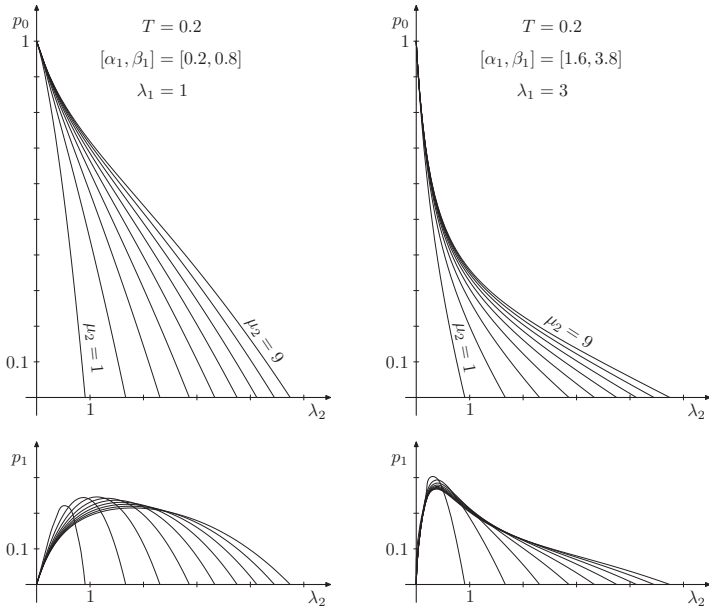 p₀
T = 0.2
1
[α₁, β₁] = [0.2, 0.8]
λ₁ = 1
μ₂ = 1
μ₂ = 9
0.1
1
λ₂
p₀
T = 0.2
1
[α₁, β₁] = [1.6, 3.8]
λ₁ = 3
μ₂ = 1
μ₂ = 9
0.1
1
λ₂
p₁
0.1
1
λ₂
p₁
0.1
1
λ₂